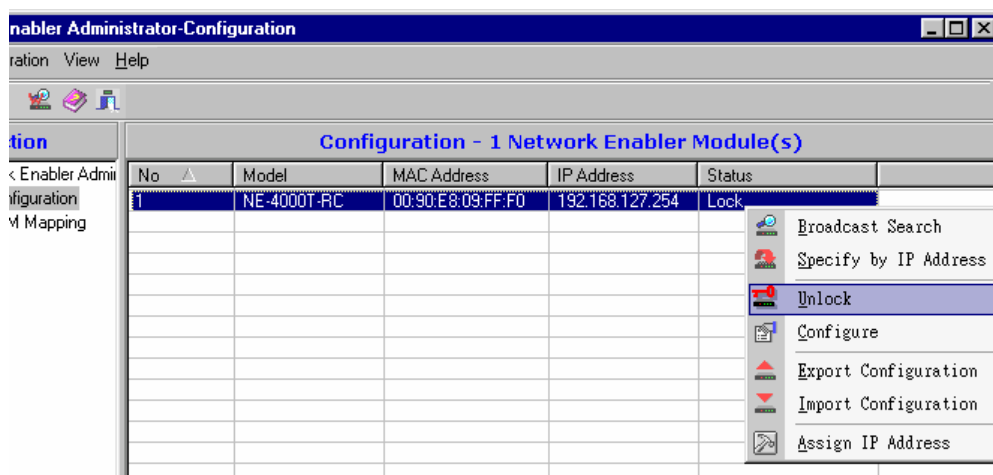 nabler Administrator-Configuration
ration View Help
ction
Configuration - 1 Network Enabler Module(s)
k Enabler Admii
nfiguration
M Mapping
No
Model
MAC Address
IP Address
Status
1
NE-4000T-RC
00:90:E8:09:FF:F0
192.168.127.254
Lock
Broadcast Search
Specify by IP Address
Unlock
Configure
Export Configuration
Import Configuration
Assign IP Address